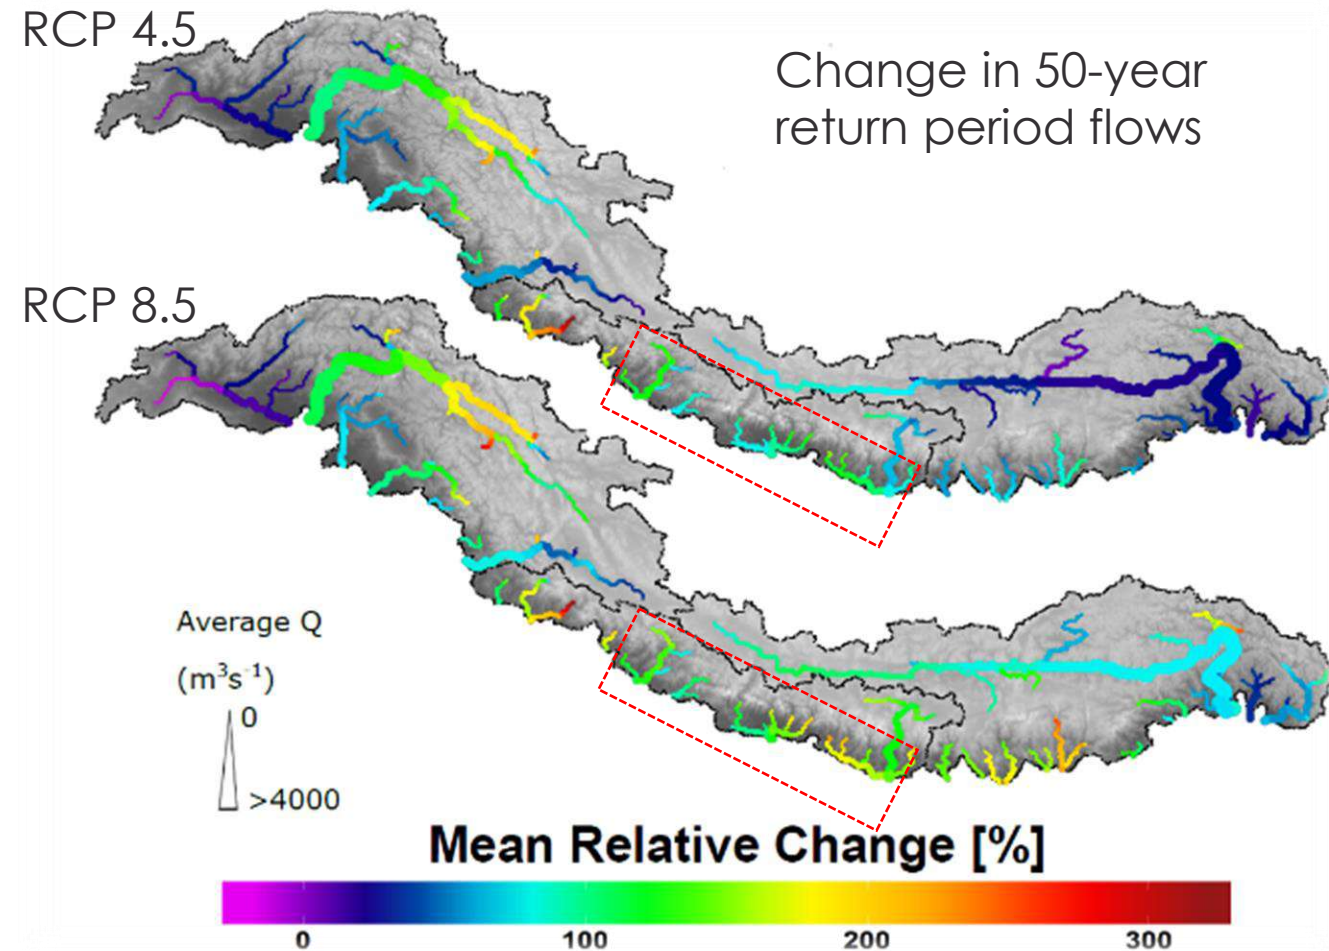 RCP 4.5
Change in 50-year
return period flows
RCP 8.5
Average Q
(m³s⁻¹)
0
>4000
Mean Relative Change [%]
0 100 200 300